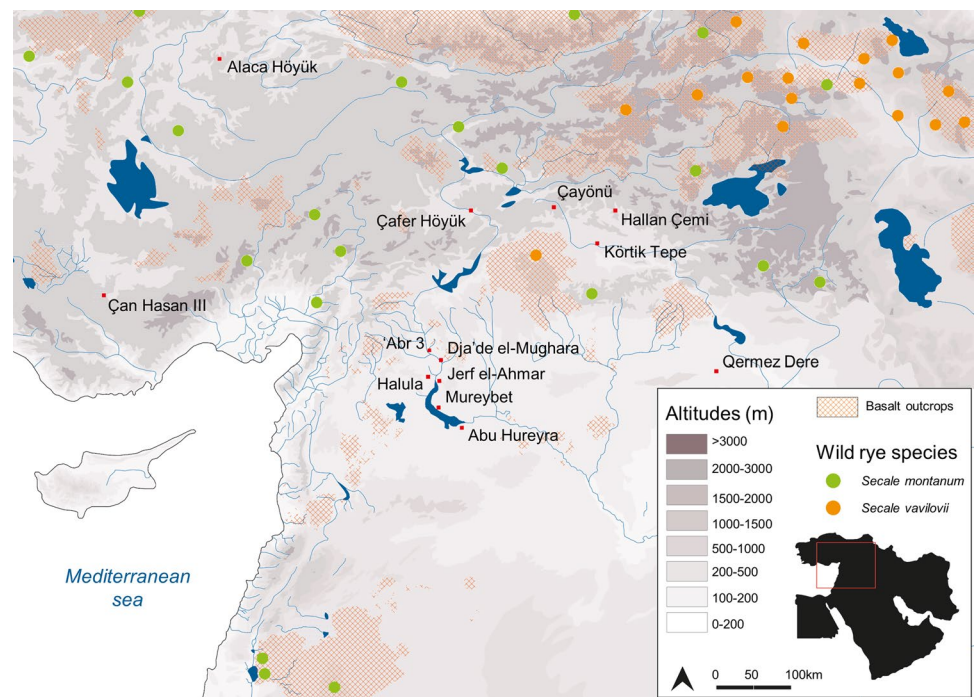 Alaca Höyük
Çayönü
Çafer Höyük
Hallan Çemi
Körtik Tepe
Çan Hasan III
'Abr 3
Dja'de el-Mughara
Qermez Dere
Halula
Jerf el-Ahmar
Mureybet
Abu Hureyra
Mediterranean
sea
Altitudes (m)
>3000
2000-3000
1500-2000
1000-1500
500-1000
200-500
100-200
0-200
Basalt outcrops
Wild rye species
Secale montanum
Secale vavilovii
0 50 100km